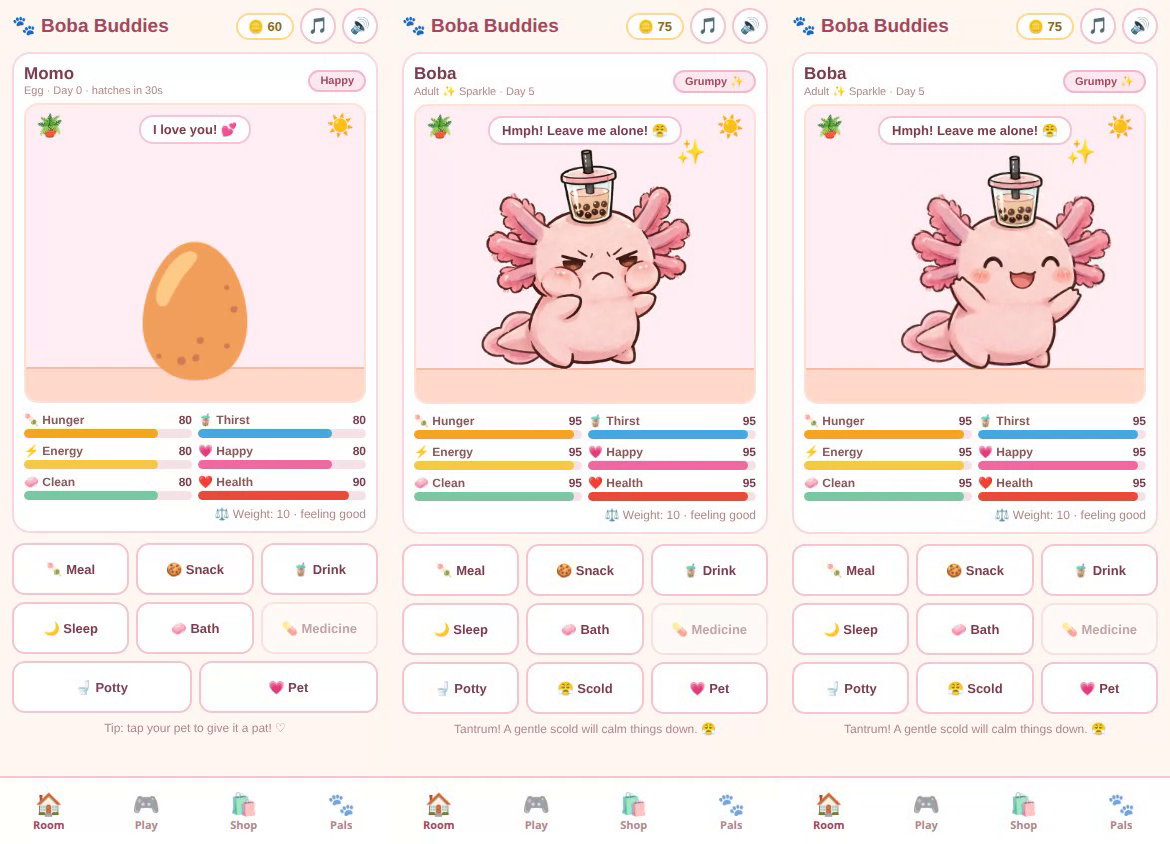 Boba Buddies
60
Momo
Egg · Day 0 · hatches in 30s
Happy
I love you! 💕
Hunger 80
Thirst 80
Energy 80
Happy 80
Clean 80
Health 90
Weight: 10 · feeling good
Meal
Snack
Drink
Sleep
Bath
Medicine
Potty
Pet
Tip: tap your pet to give it a pat! ♡
Room
Play
Shop
Pals
Boba Buddies
75
Boba
Adult ✨ Sparkle · Day 5
Grumpy ✨
Hmph! Leave me alone! 😤
Hunger 95
Thirst 95
Energy 95
Happy 95
Clean 95
Health 95
Weight: 10 · feeling good
Meal
Snack
Drink
Sleep
Bath
Medicine
Potty
Scold
Pet
Tantrum! A gentle scold will calm things down. 😤
Room
Play
Shop
Pals
Boba Buddies
75
Boba
Adult ✨ Sparkle · Day 5
Grumpy ✨
Hmph! Leave me alone! 😤
Hunger 95
Thirst 95
Energy 95
Happy 95
Clean 95
Health 95
Weight: 10 · feeling good
Meal
Snack
Drink
Sleep
Bath
Medicine
Potty
Scold
Pet
Tantrum! A gentle scold will calm things down. 😤
Room
Play
Shop
Pals